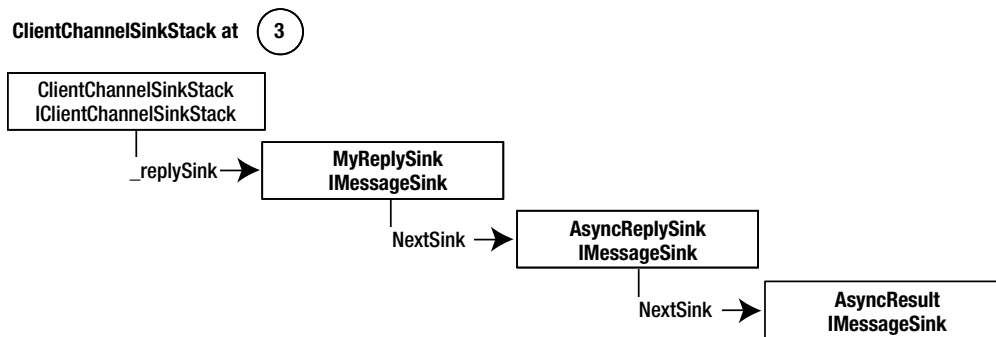 ClientChannelSinkStack at 3
ClientChannelSinkStack
IClientChannelSinkStack
_replySink
MyReplySink
IMessageSink
NextSink
AsyncReplySink
IMessageSink
NextSink
AsyncResult
IMessageSink